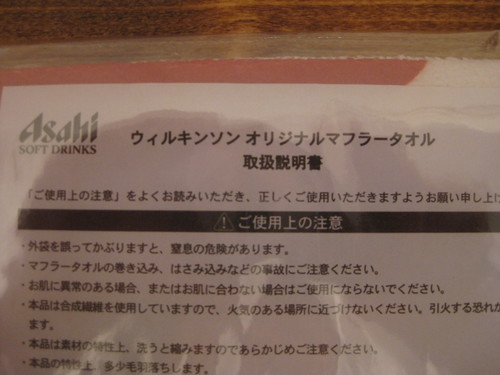 Asahi
SOFT DRINKS
ウィルキンソン オリジナルマフラータオル
取扱説明書
「ご使用上の注意」をよくお読みいただき、正しくご使用いただきますようお願い申し上げ
ご使用上の注意
・外袋を誤ってかぶりますと、窒息の危険があります。
・マフラータオルの巻き込み、はさみ込みなどの事故にご注意ください。
・お肌に異常のある場合、またはお肌に合わない場合はご使用にならないでください。
・本品は合成繊維を使用していますので、火気のある場所に近づけないください。引火する恐れか
ます。
・本品は素材の特性上、洗うと縮みますのであらかじめご注意ください。
・本品の特性上、多少毛羽落ちします。